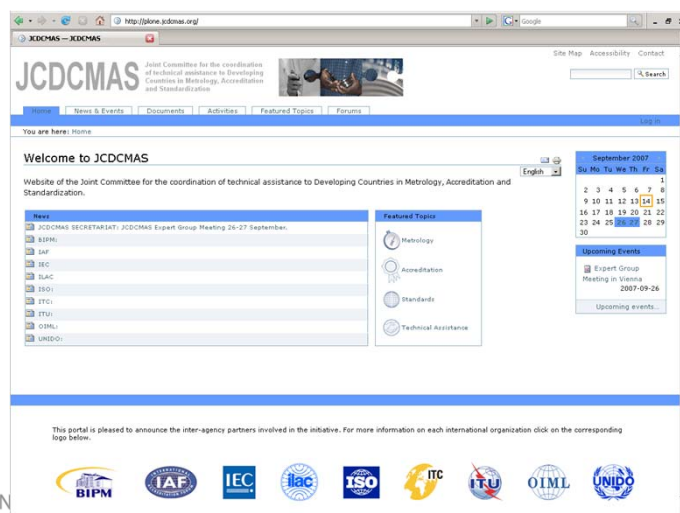 http://plone.jcdcmas.org/
Google
JCDCMAS — JCDCMAS
Site Map Accessibility Contact
JCDCMAS
Joint Committee for the coordination
of technical assistance to Developing
Countries in Metrology, Accreditation
and Standardization
Search
Home News & Events Documents Activities Featured Topics Forums
Log in
You are here: Home
Welcome to JCDCMAS
English
Website of the Joint Committee for the coordination of technical assistance to Developing Countries in Metrology, Accreditation and
Standardization.
News
JCDCMAS SECRETARIAT: JCDCMAS Expert Group Meeting 26-27 September.
BIPM:
IAF
IEC
ILAC
ISO:
ITC:
ITU:
OIML:
UNIDO:
Featured Topics
Metrology
Accreditation
Standards
Technical Assistance
September 2007
Su Mo Tu We Th Fr Sa
1
2 3 4 5 6 7 8
9 10 11 12 13 14 15
16 17 18 19 20 21 22
23 24 25 26 27 28 29
30
Upcoming Events
Expert Group
Meeting in Vienna
2007-09-26
Upcoming events...
This portal is pleased to announce the inter-agency partners involved in the initiative. For more information on each international organization click on the corresponding
logo below.
BIPM IAF IEC ilac ISO ITC ITU OIML UNIDO
N